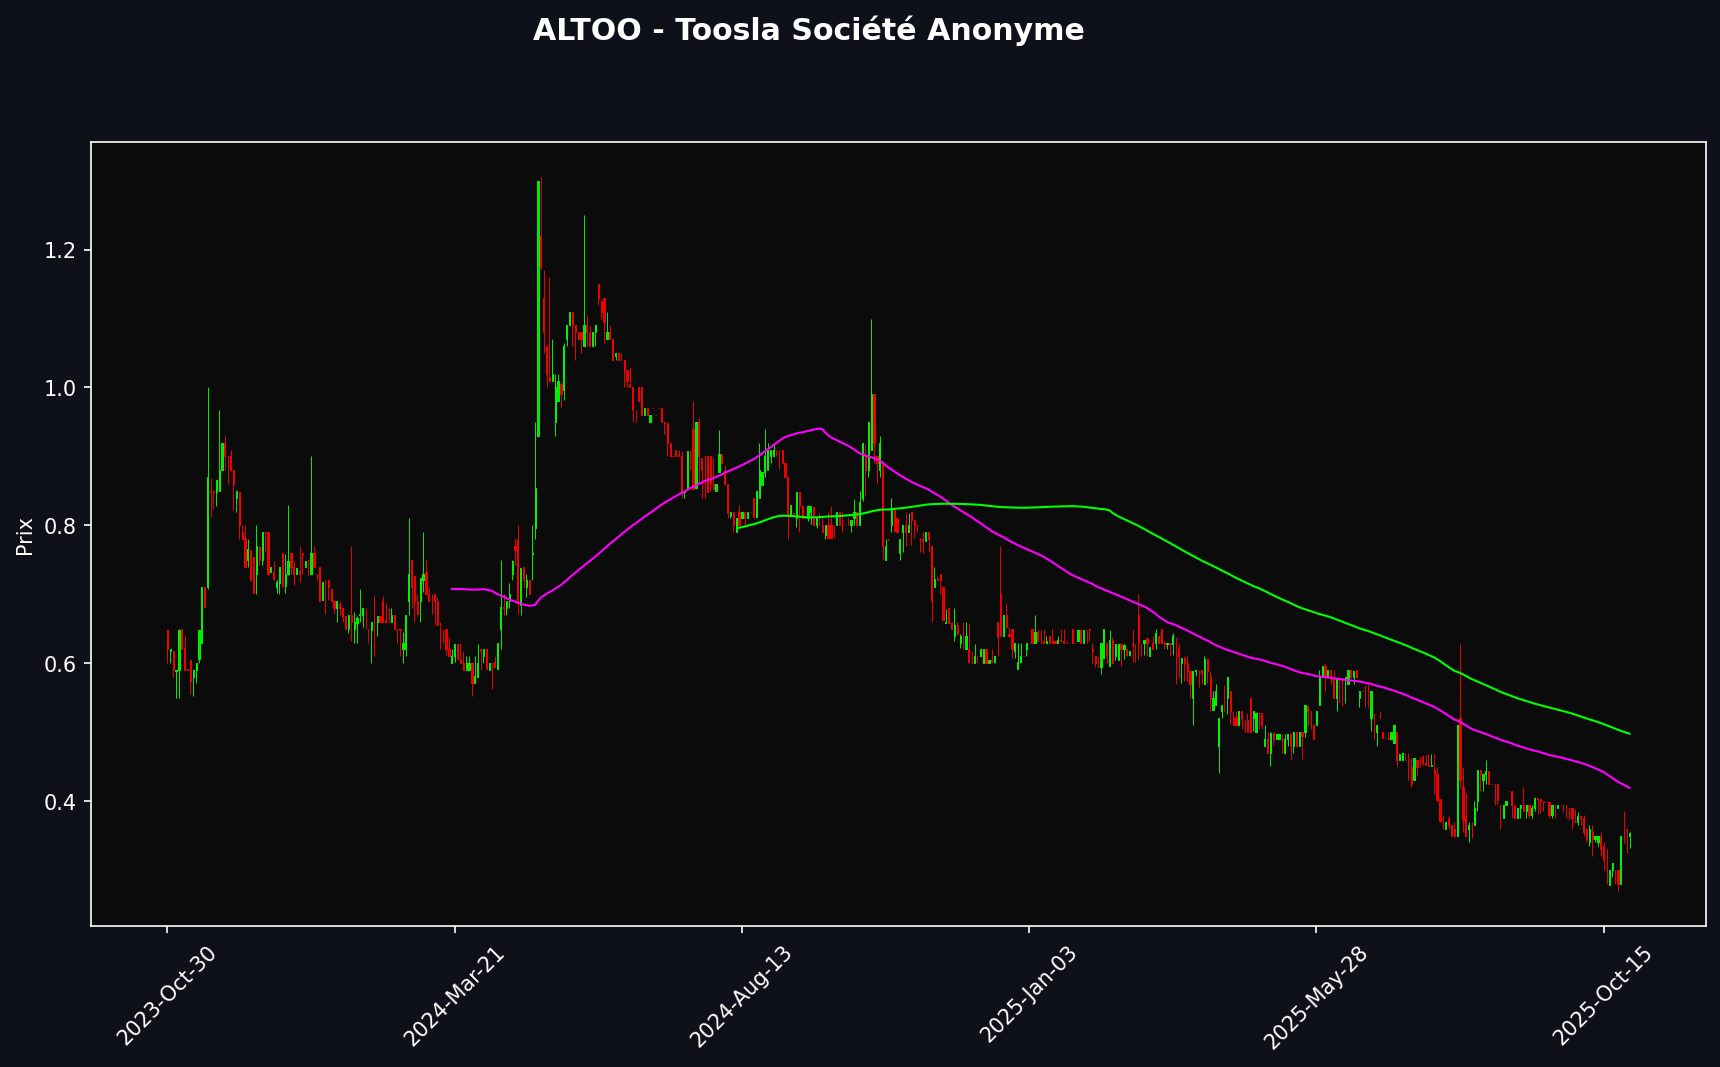 ALTOO - Toosla Société Anonyme
Prix
1.2
1.0
0.8
0.6
0.4
2023-Oct-30
2024-Mar-21
2024-Aug-13
2025-Jan-03
2025-May-28
2025-Oct-15